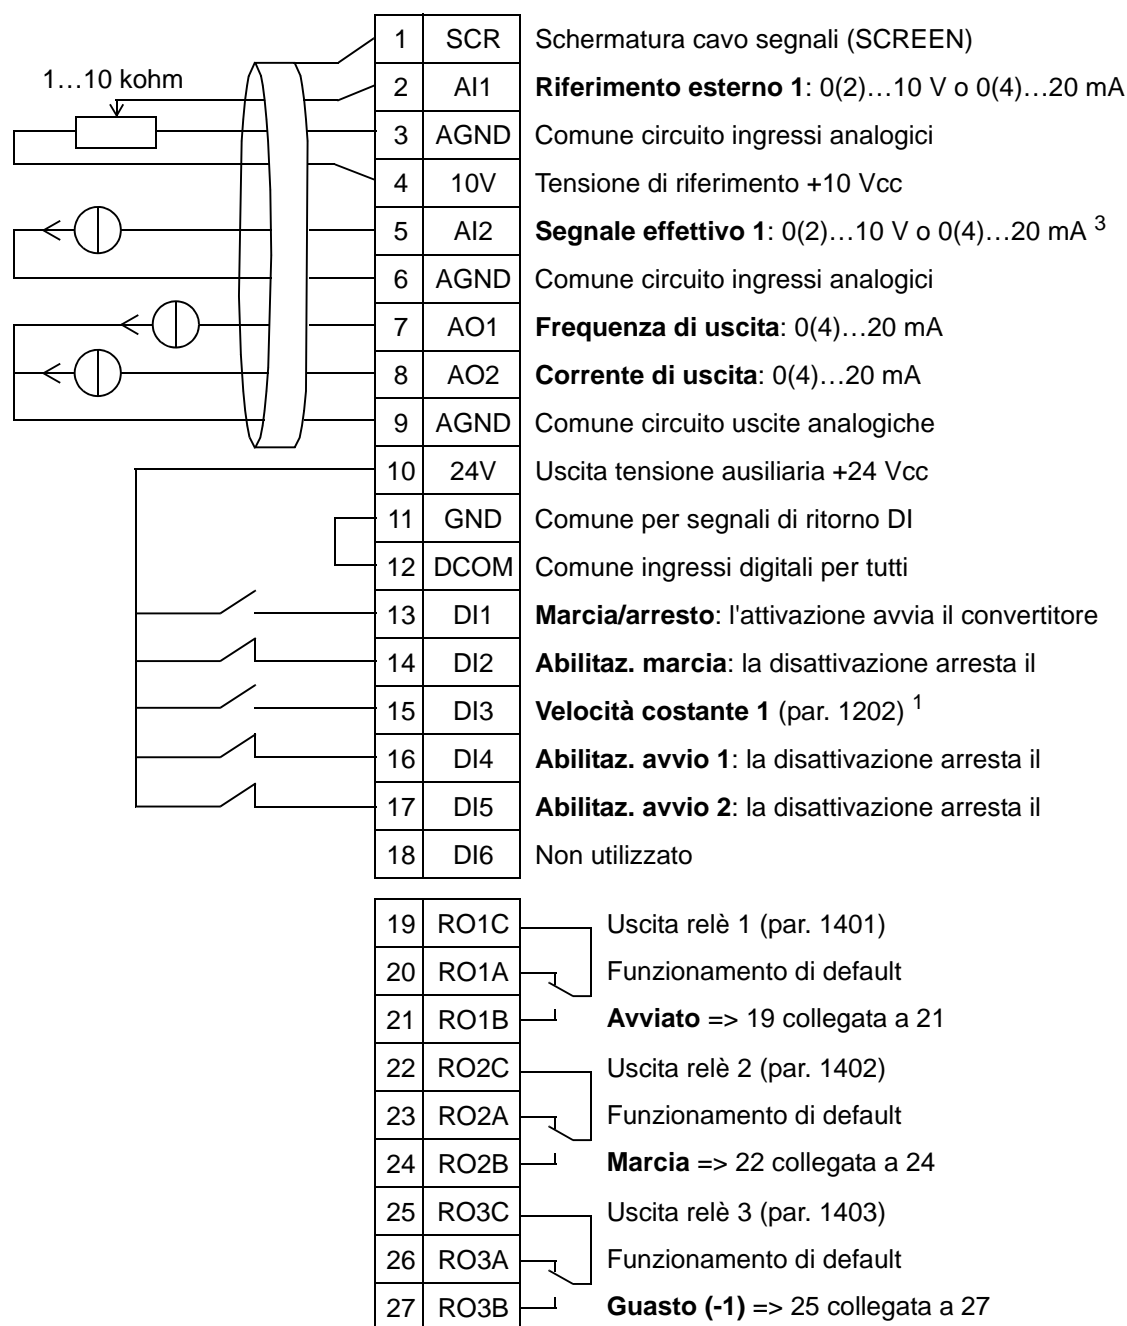 1 SCR Schermatura cavo segnali (SCREEN)
1…10 kohm
2 AI1 Riferimento esterno 1: 0(2)…10 V o 0(4)…20 mA
3 AGND Comune circuito ingressi analogici
4 10V Tensione di riferimento +10 Vcc
5 AI2 Segnale effettivo 1: 0(2)…10 V o 0(4)…20 mA 3
6 AGND Comune circuito ingressi analogici
7 AO1 Frequenza di uscita: 0(4)…20 mA
8 AO2 Corrente di uscita: 0(4)…20 mA
9 AGND Comune circuito uscite analogiche
10 24V Uscita tensione ausiliaria +24 Vcc
11 GND Comune per segnali di ritorno DI
12 DCOM Comune ingressi digitali per tutti
13 DI1 Marcia/arresto: l'attivazione avvia il convertitore
14 DI2 Abilitaz. marcia: la disattivazione arresta il
15 DI3 Velocità costante 1 (par. 1202) 1
16 DI4 Abilitaz. avvio 1: la disattivazione arresta il
17 DI5 Abilitaz. avvio 2: la disattivazione arresta il
18 DI6 Non utilizzato
19 RO1C Uscita relè 1 (par. 1401)
20 RO1A Funzionamento di default
21 RO1B Avviato => 19 collegata a 21
22 RO2C Uscita relè 2 (par. 1402)
23 RO2A Funzionamento di default
24 RO2B Marcia => 22 collegata a 24
25 RO3C Uscita relè 3 (par. 1403)
26 RO3A Funzionamento di default
27 RO3B Guasto (-1) => 25 collegata a 27